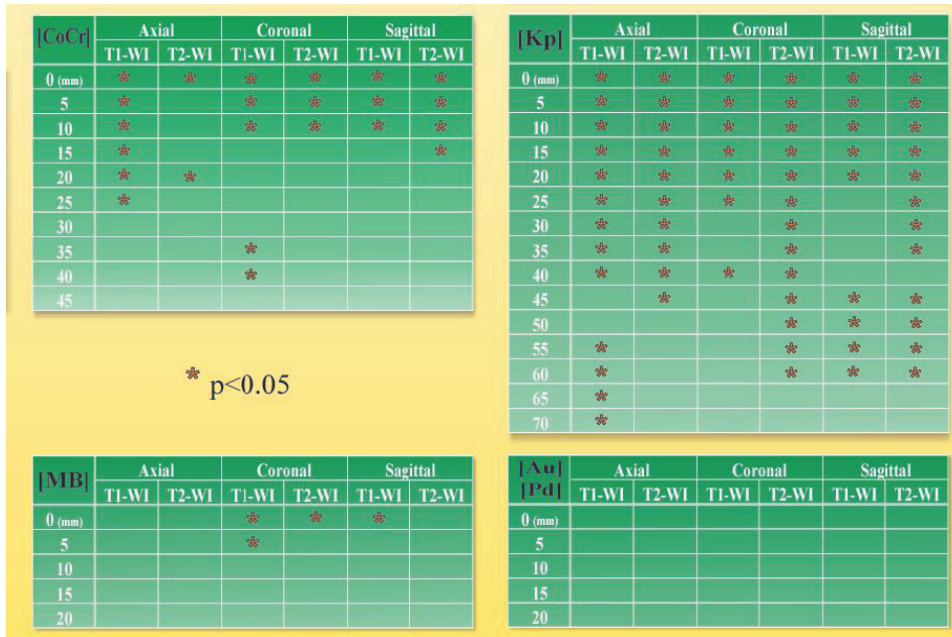 [CoCr] Axial Coronal Sagittal
T1-WI T2-WI T1-WI T2-WI T1-WI T2-WI
0 (mm) * * * * * *
5 * * * * *
10 * * * * *
15 * *
20 * *
25 *
30
35 *
40 *
45
* p<0.05
[Kp] Axial Coronal Sagittal
T1-WI T2-WI T1-WI T2-WI T1-WI T2-WI
0 (mm) * * * * * *
5 * * * * * *
10 * * * * * *
15 * * * * * *
20 * * * * * *
25 * * * * *
30 * * * *
35 * * * *
40 * * * *
45 * * * *
50 * * *
55 * * * *
60 * * * *
65 *
70 *
[MB] Axial Coronal Sagittal
T1-WI T2-WI T1-WI T2-WI T1-WI T2-WI
0 (mm) * * *
5 *
10
15
20
[Au] Axial Coronal Sagittal
[Pd] T1-WI T2-WI T1-WI T2-WI T1-WI T2-WI
0 (mm)
5
10
15
20